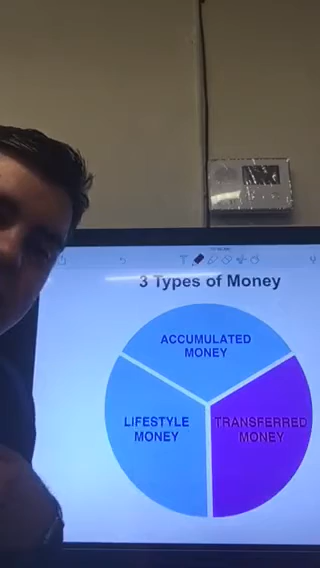 3 Types of Money
ACCUMULATED
MONEY
LIFESTYLE
MONEY
TRANSFERRED
MONEY